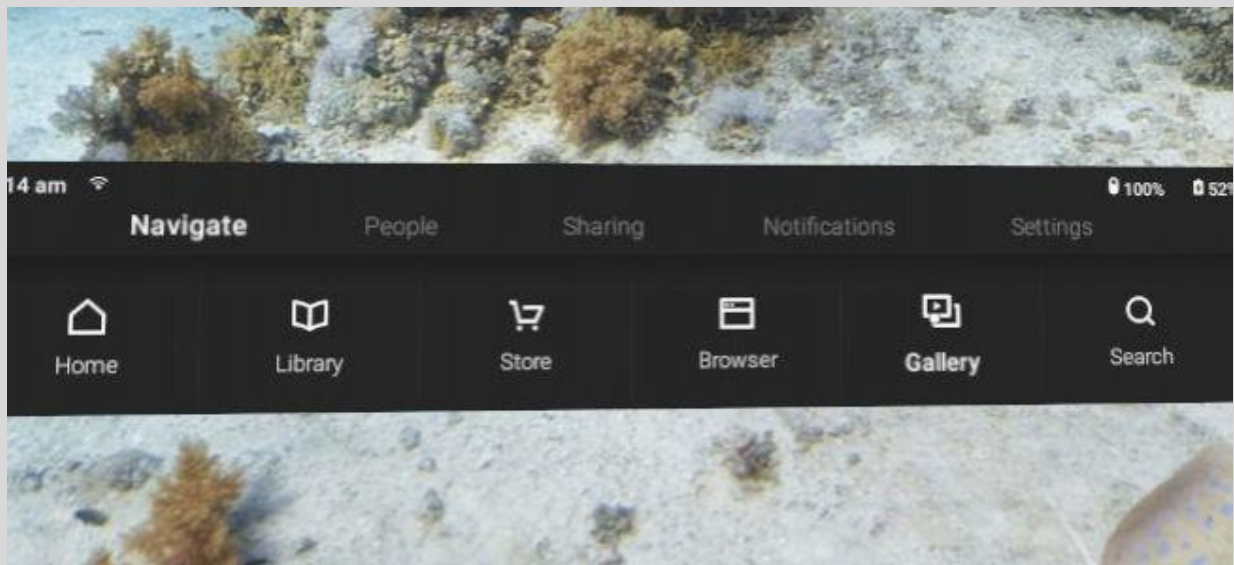 14 am 100% 52%
Navigate People Sharing Notifications Settings
Home Library Store Browser Gallery Search